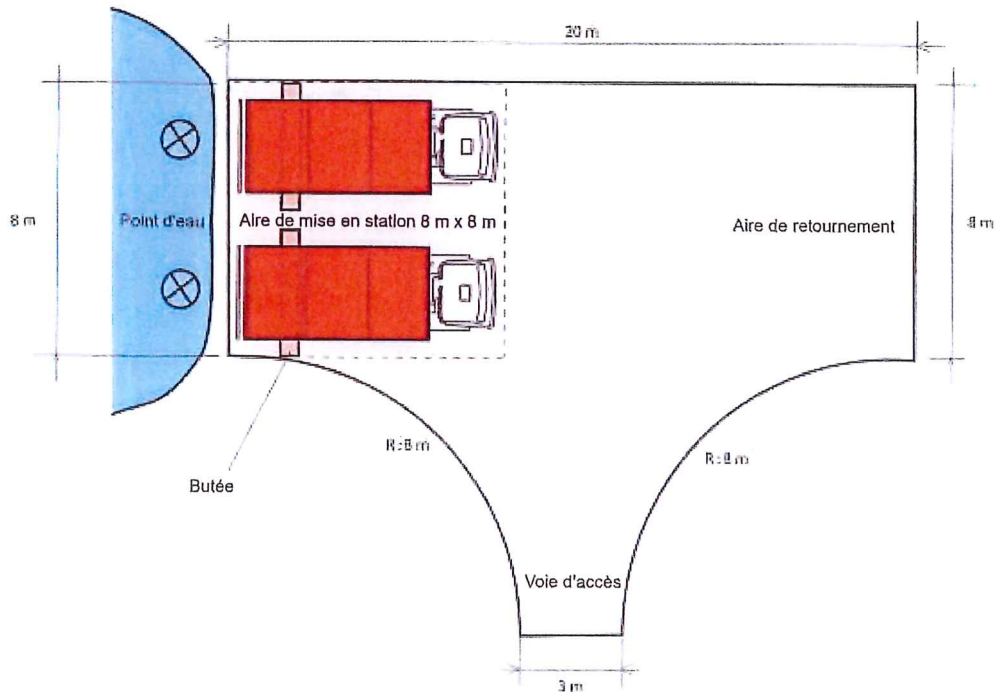 20 m
8 m
Point d'eau
Aire de mise en station 8 m x 8 m
Aire de retournement
8 m
R:8 m
R:8 m
Butée
Voie d'accès
3 m